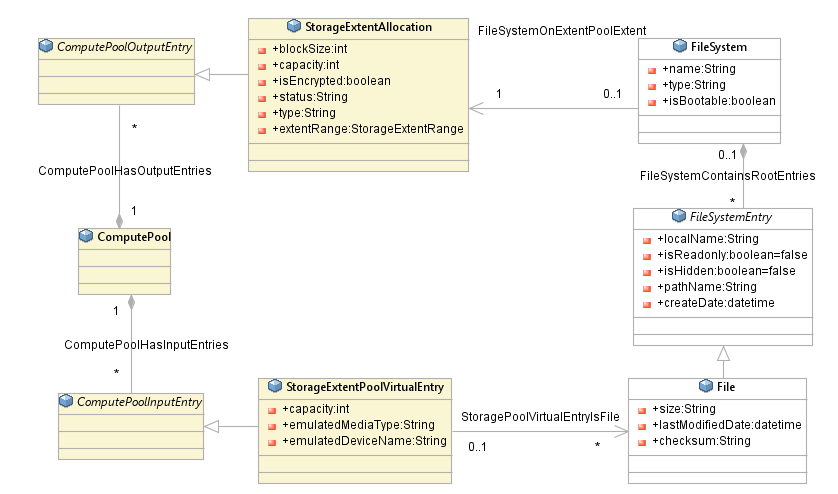 ComputePoolOutputEntry
StorageExtentAllocation
+blockSize:int
+capacity:int
+isEncrypted:boolean
+status:String
+type:String
+extentRange:StorageExtentRange
FileSystemOnExtentPoolExtent
1
0..1
FileSystem
+name:String
+type:String
+isBootable:boolean
*
ComputePoolHasOutputEntries
1
0..1
FileSystemContainsRootEntries
*
ComputePool
FileSystemEntry
+localName:String
+isReadonly:boolean=false
+isHidden:boolean=false
+pathName:String
+createDate:datetime
1
ComputePoolHasInputEntries
*
ComputePoolInputEntry
StorageExtentPoolVirtualEntry
+capacity:int
+emulatedMediaType:String
+emulatedDeviceName:String
StoragePoolVirtualEntryIsFile
0..1
*
File
+size:String
+lastModifiedDate:datetime
+checksum:String